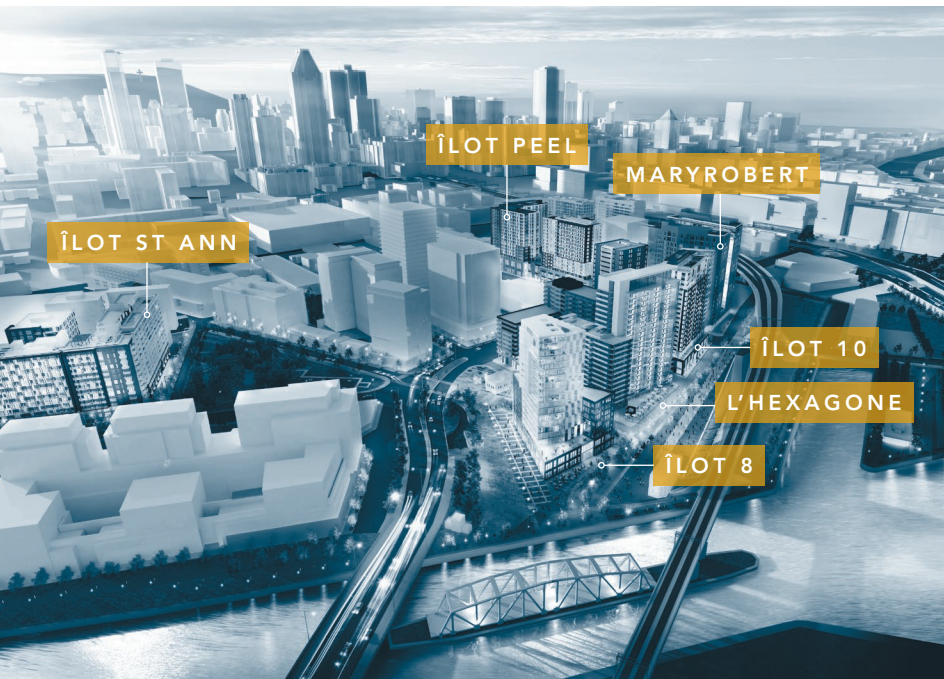 ÎLOT PEEL
MARYROBERT
ÎLOT ST ANN
ÎLOT 10
L'HEXAGONE
ÎLOT 8